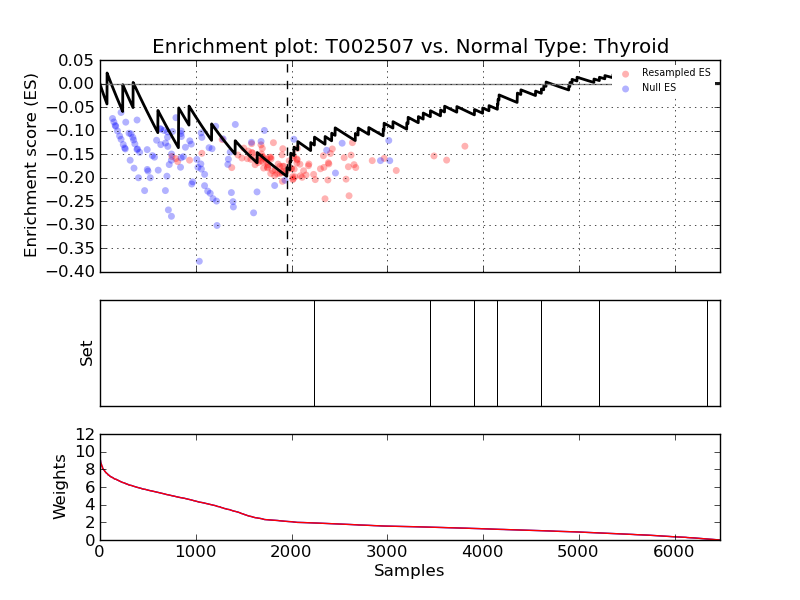 Enrichment plot: T002507 vs. Normal Type: Thyroid
Enrichment score (ES)
0.05
0.00
−0.05
−0.10
−0.15
−0.20
−0.25
−0.30
−0.35
−0.40
Resampled ES
Null ES
Set
Weights
12
10
8
6
4
2
0
0 1000 2000 3000 4000 5000 6000
Samples